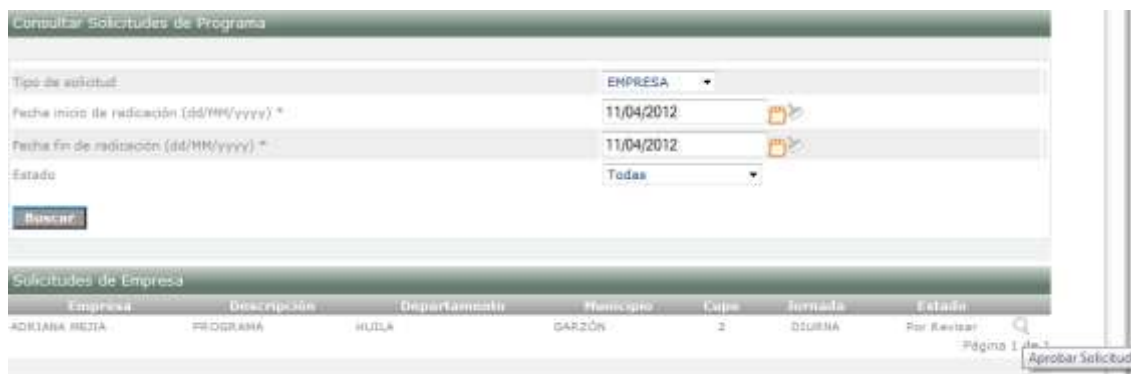 Consultar Solicitudes de Programa
Tipo de solicitud EMPRESA
Fecha inicio de radicación (dd/MM/yyyy) * 11/04/2012
Fecha fin de radicación (dd/MM/yyyy) * 11/04/2012
Estado Todas
Buscar
Solicitudes de Empresa
Empresa Descripción Departamento Municipio Cupo Jornada Estado
ADRIANA MEJIA PROGRAMA HUILA GARZÓN 2 DIURNA Por Revisar
Página 1 de 1
Aprobar Solicitud